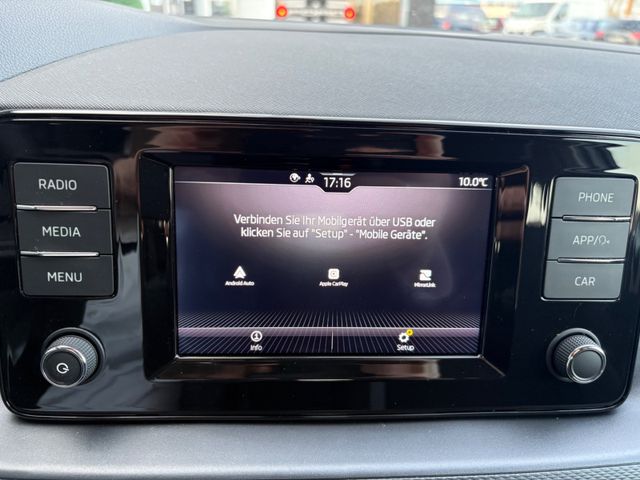 RADIO
MEDIA
MENU
17:16
10.0°C
Verbinden Sie Ihr Mobilgerät über USB oder
klicken Sie auf "Setup" - "Mobile Geräte".
Android Auto
Apple CarPlay
MirrorLink
Info
Setup
PHONE
APP/
CAR